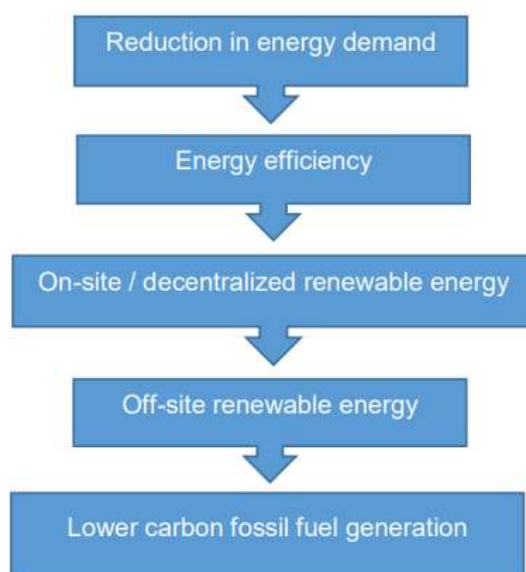 Reduction in energy demand
Energy efficiency
On-site / decentralized renewable energy
Off-site renewable energy
Lower carbon fossil fuel generation